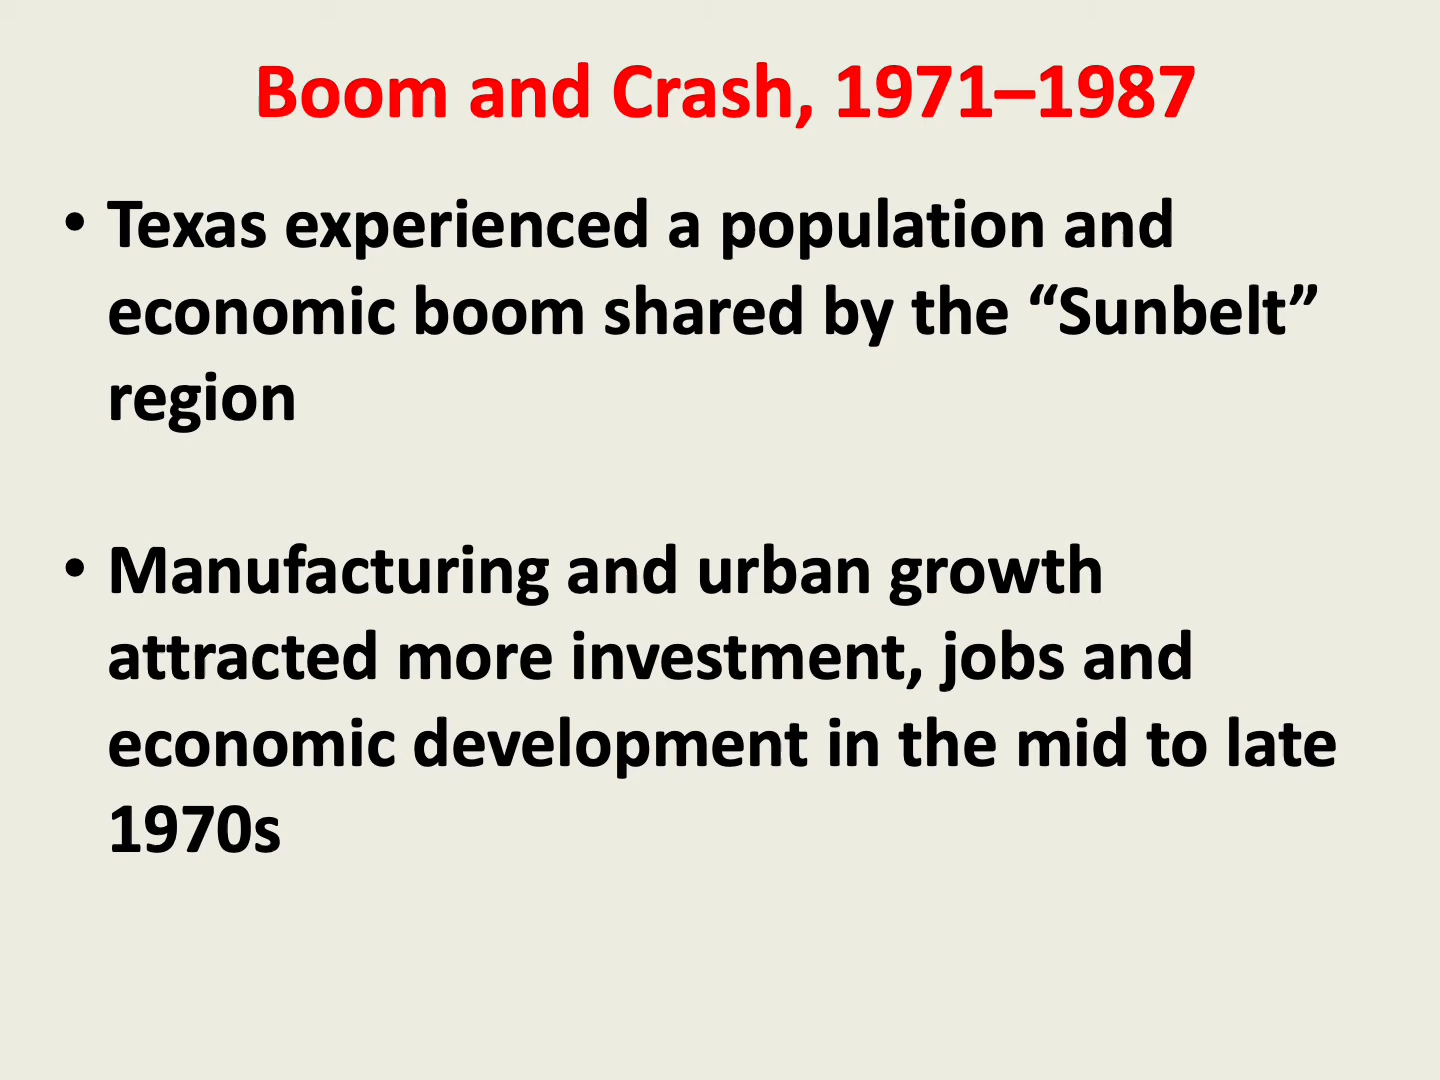 Boom and Crash, 1971–1987
• Texas experienced a population and
economic boom shared by the “Sunbelt”
region
• Manufacturing and urban growth
attracted more investment, jobs and
economic development in the mid to late
1970s